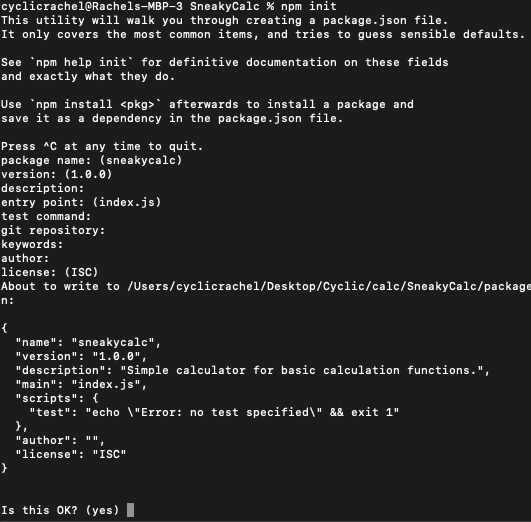 cyclicrachel@Rachels-MBP-3 SneakyCalc % npm init
This utility will walk you through creating a package.json file.
It only covers the most common items, and tries to guess sensible defaults.

See `npm help init` for definitive documentation on these fields
and exactly what they do.

Use `npm install <pkg>` afterwards to install a package and
save it as a dependency in the package.json file.

Press ^C at any time to quit.
package name: (sneakycalc)
version: (1.0.0)
description:
entry point: (index.js)
test command:
git repository:
keywords:
author:
license: (ISC)
About to write to /Users/cyclicrachel/Desktop/Cyclic/calc/SneakyCalc/package
n:

{
  "name": "sneakycalc",
  "version": "1.0.0",
  "description": "Simple calculator for basic calculation functions.",
  "main": "index.js",
  "scripts": {
    "test": "echo \"Error: no test specified\" && exit 1"
  },
  "author": "",
  "license": "ISC"
}

Is this OK? (yes)